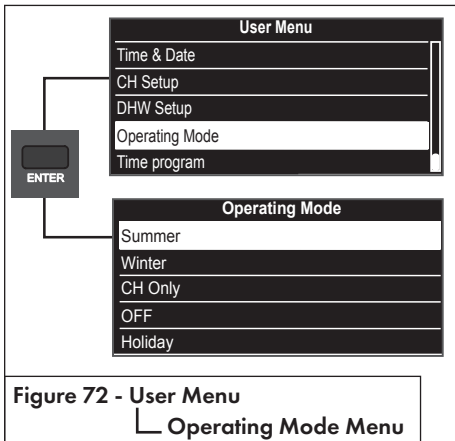 User Menu
Time & Date
CH Setup
DHW Setup
Operating Mode
Time program
ENTER
Operating Mode
Summer
Winter
CH Only
OFF
Holiday
Figure 72 - User Menu
Operating Mode Menu